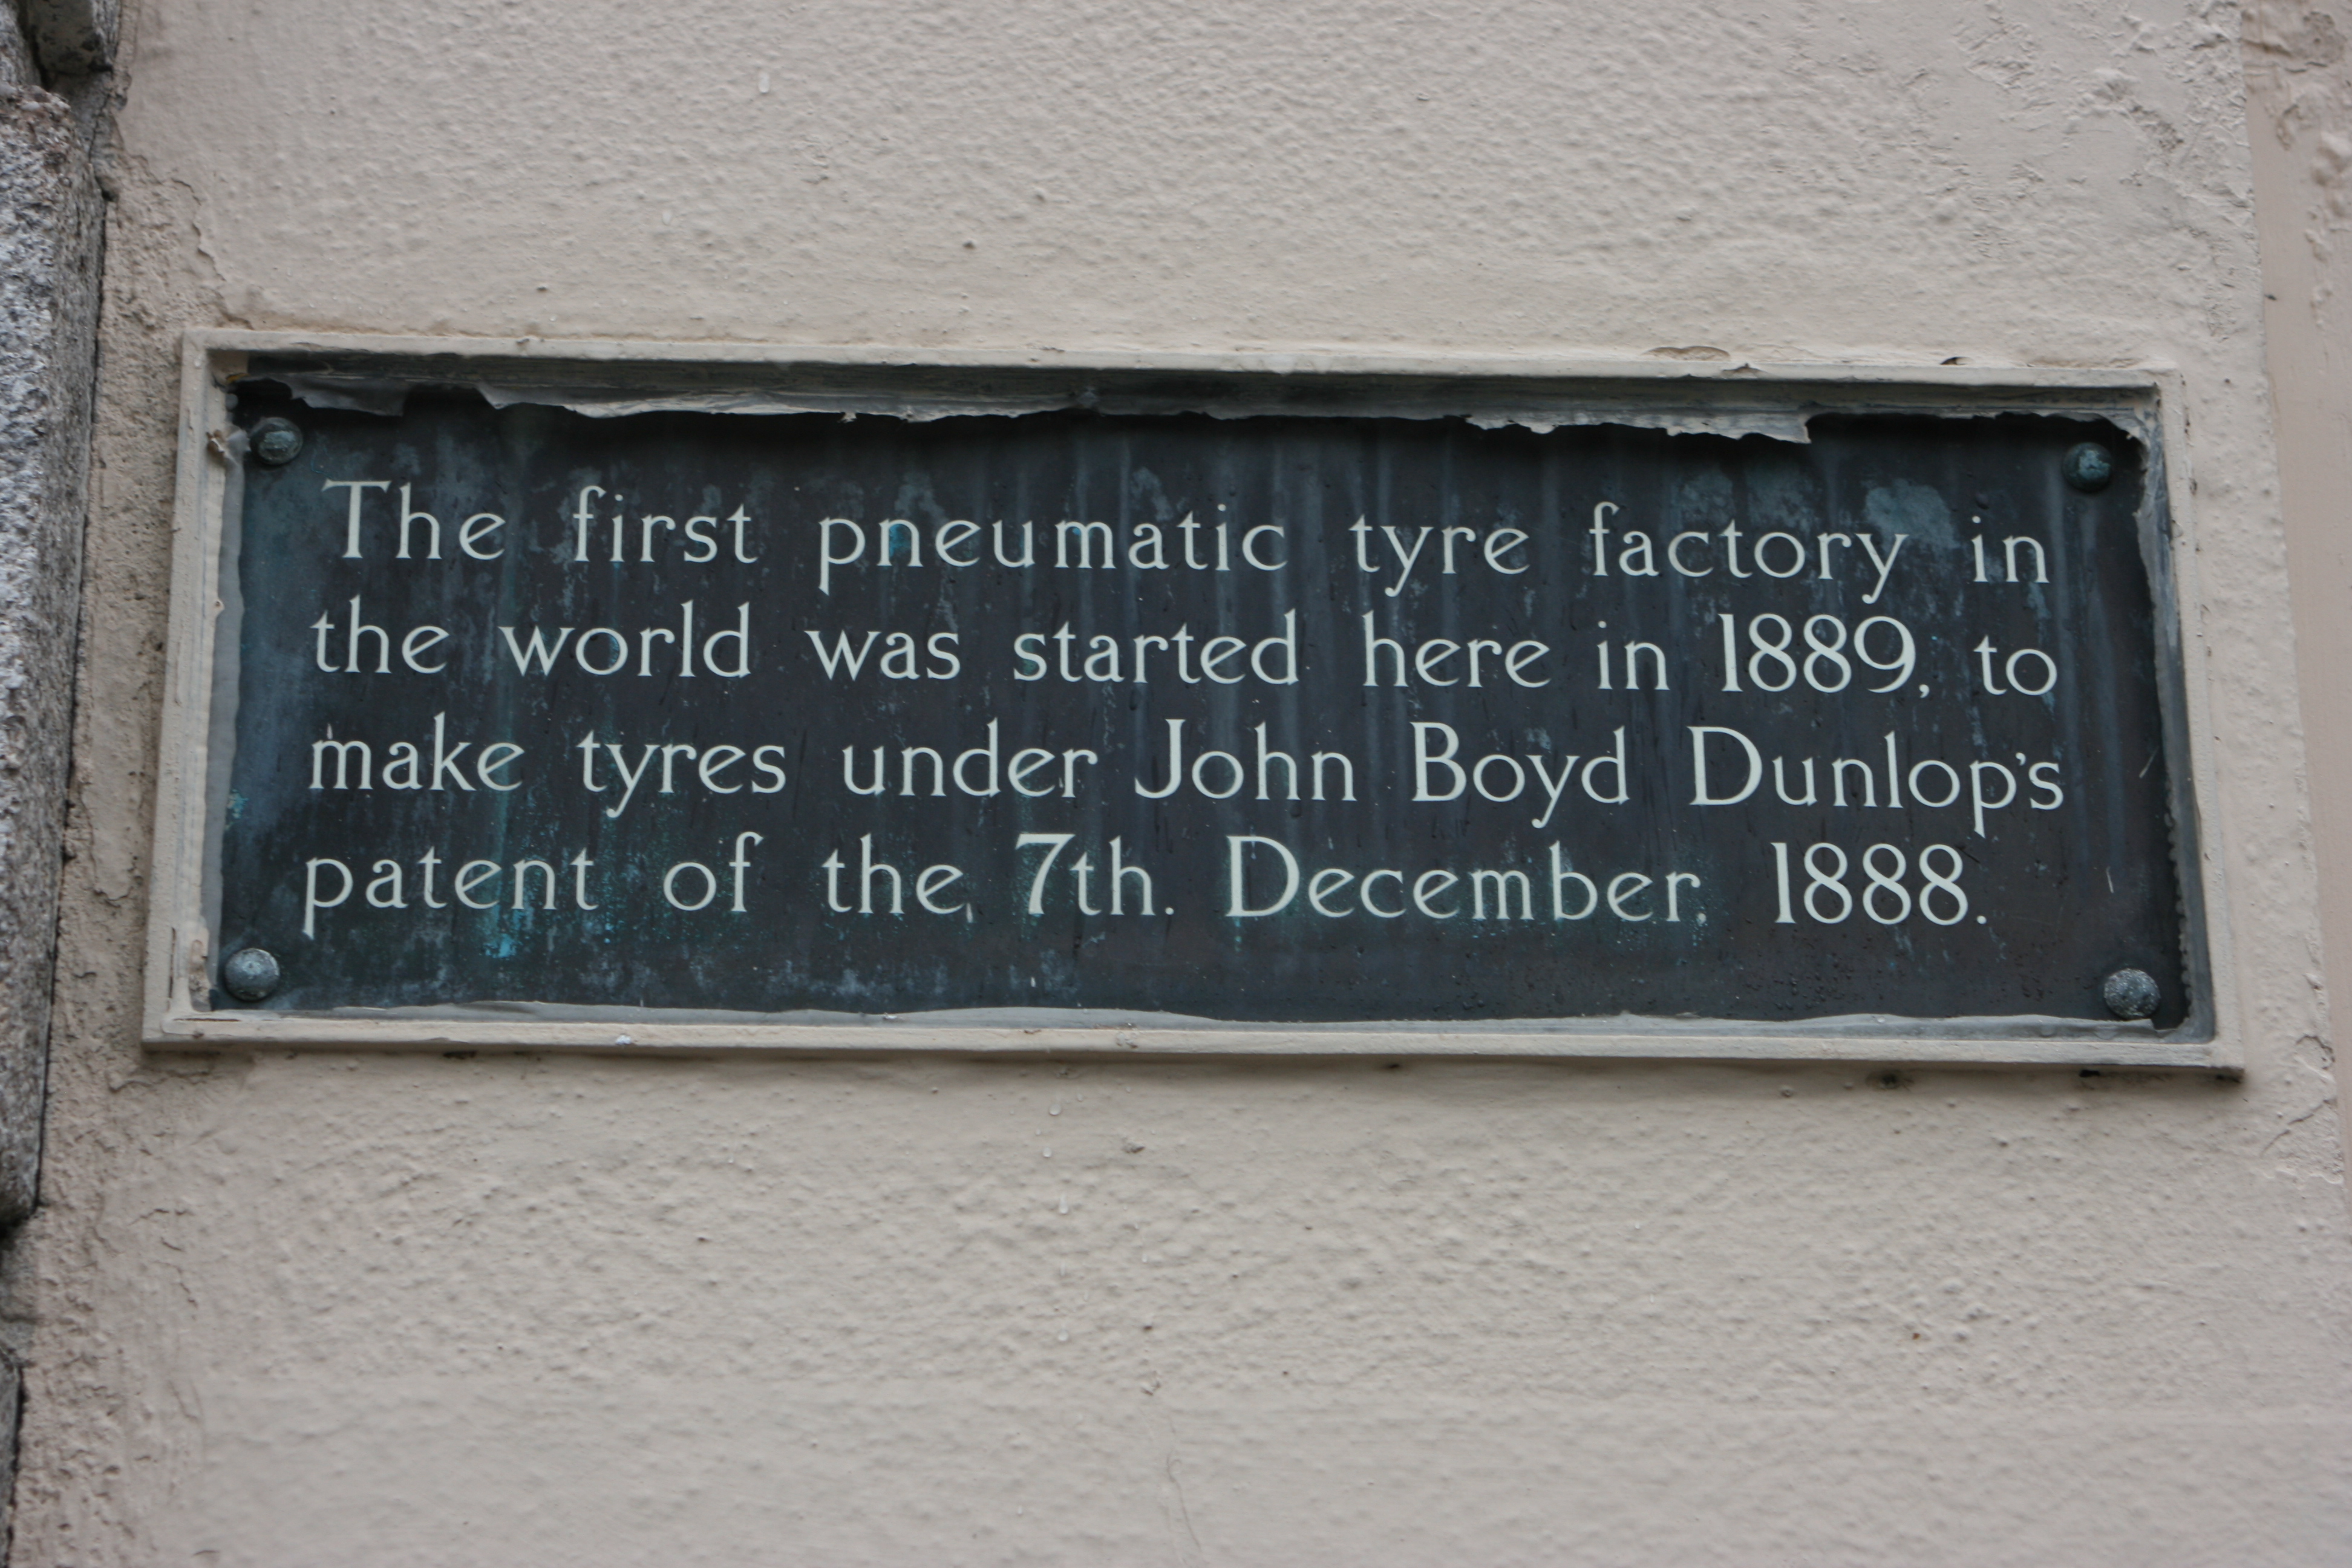 The first pneumatic tyre factory in
the world was started here in 1889, to
make tyres under John Boyd Dunlop's
patent of the, 7th. December, 1888.